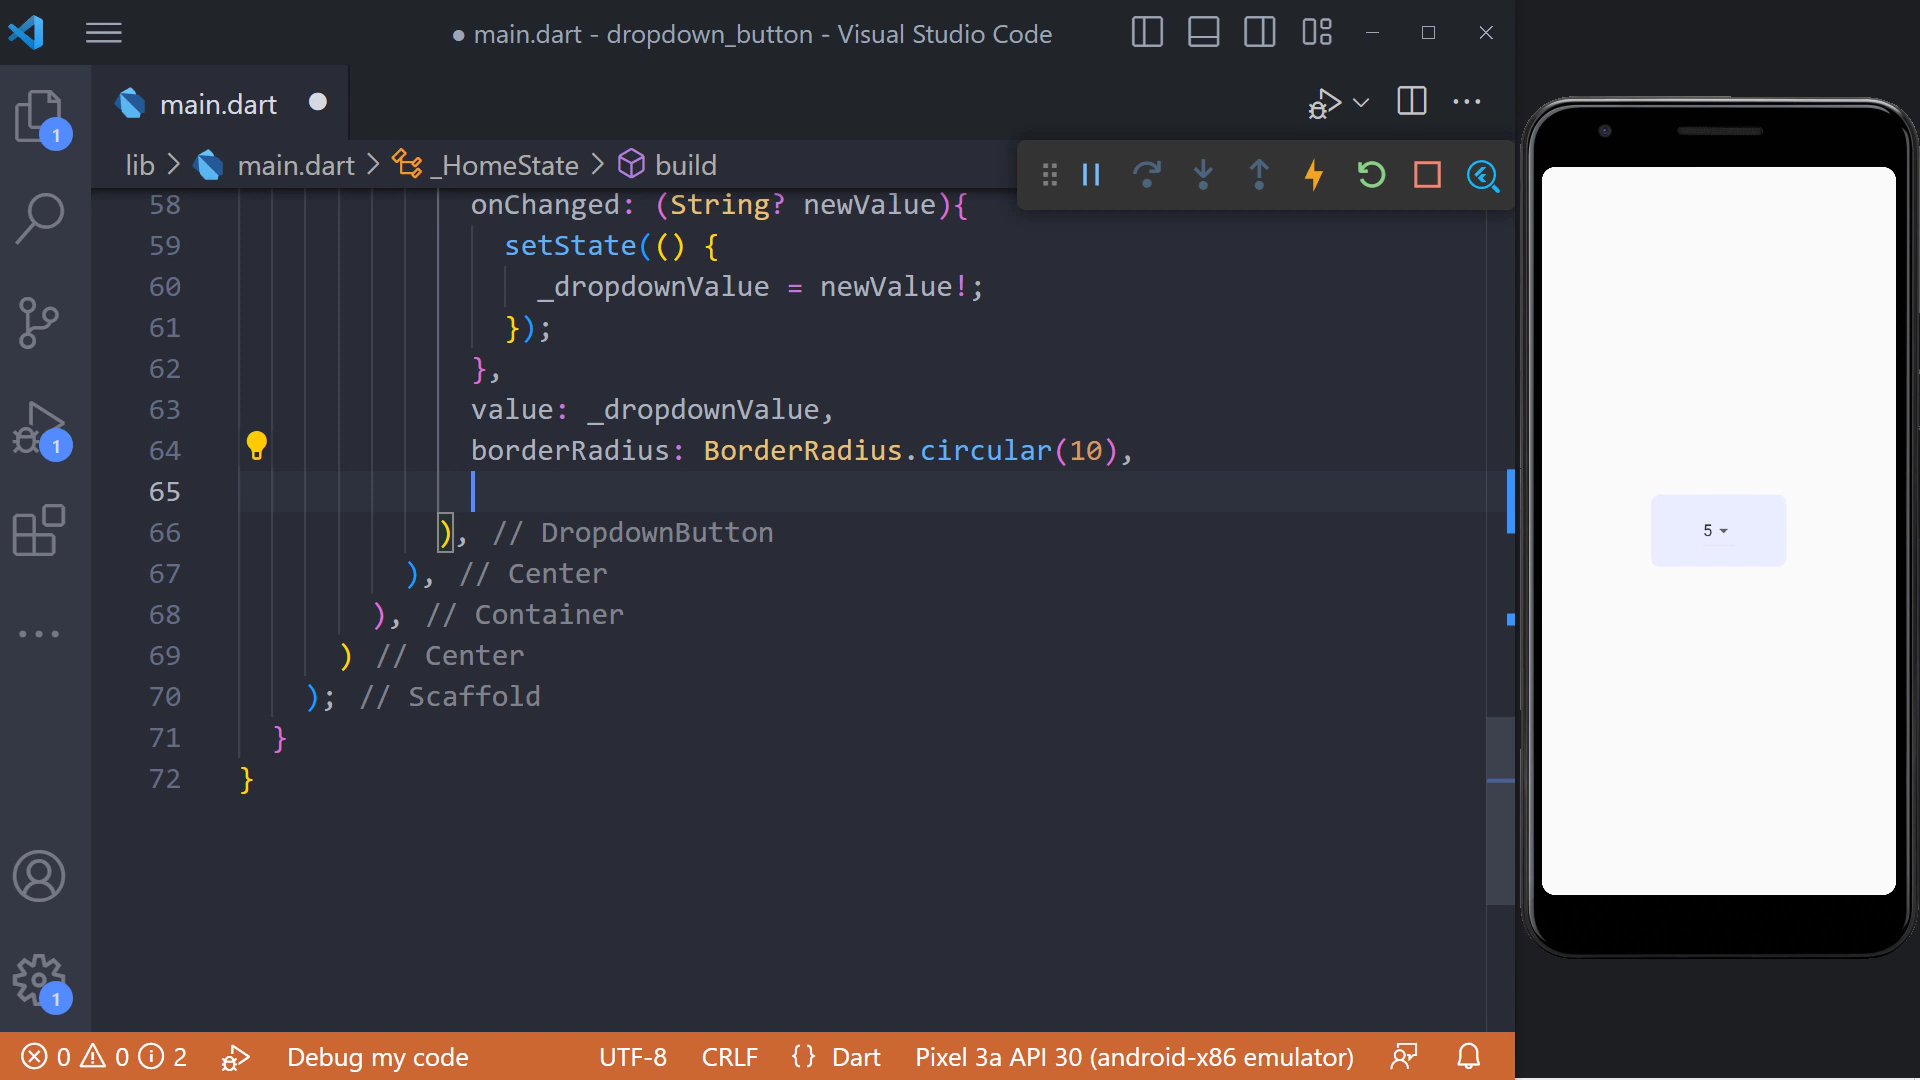 main.dart - dropdown_button - Visual Studio Code
main.dart
lib > main.dart > _HomeState > build
58 onChanged: (String? newValue){
59 setState(() {
60 _dropdownValue = newValue!;
61 });
62 },
63 value: _dropdownValue,
64 borderRadius: BorderRadius.circular(10),
65
66 ), // DropdownButton
67 ), // Center
68 ), // Container
69 ) // Center
70 ); // Scaffold
71 }
72 }
1
1
1
5
0 0 2 Debug my code UTF-8 CRLF {} Dart Pixel 3a API 30 (android-x86 emulator)